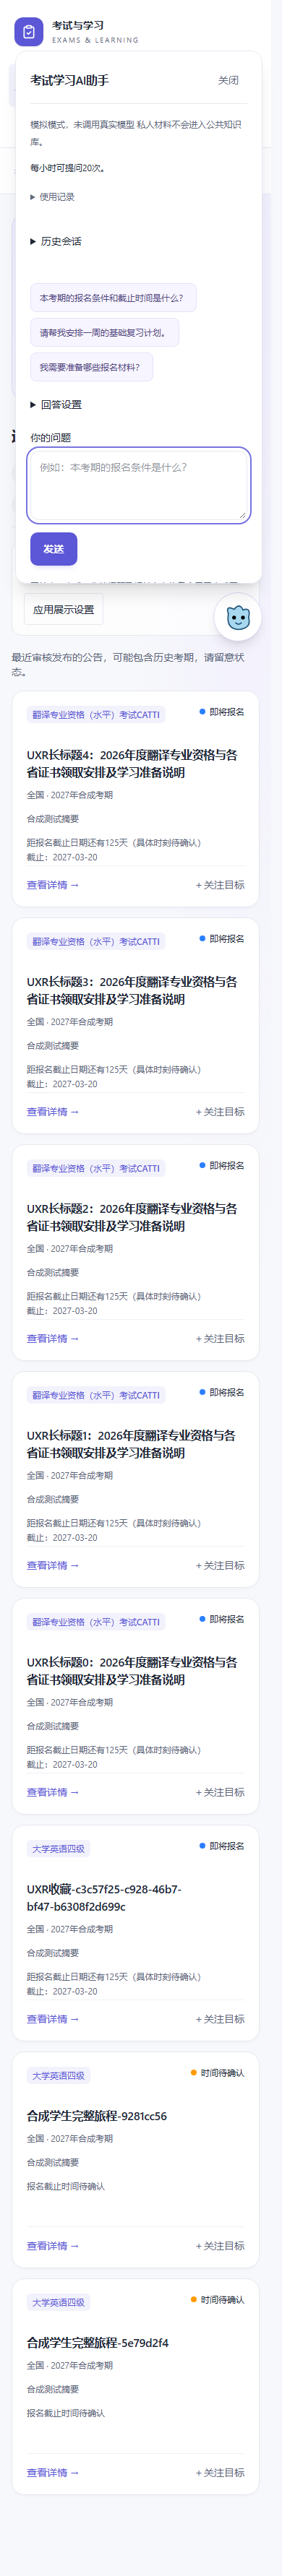 考试与学习
EXAMS & LEARNING
考试学习AI助手
关闭
模拟模式，未调用真实模型 私人材料不会进入公共知识
库。
每小时可提问20次。
▶ 使用记录
▶ 历史会话
本考期的报名条件和截止时间是什么？
请帮我安排一周的基础复习计划。
我需要准备哪些报名材料？
▶ 回答设置
你的问题
例如：本考期的报名条件是什么？
发送
应用展示设置
最近审核发布的公告，可能包含历史考期，请留意状
态。
翻译专业资格（水平）考试CATTI
即将报名
UXR长标题4：2026年度翻译专业资格与各
省证书领取安排及学习准备说明
全国 · 2027年合成考期
合成测试摘要
距报名截止日期还有125天（具体时刻待确认）
截止：2027-03-20
查看详情 →
+ 关注目标
翻译专业资格（水平）考试CATTI
即将报名
UXR长标题3：2026年度翻译专业资格与各
省证书领取安排及学习准备说明
全国 · 2027年合成考期
合成测试摘要
距报名截止日期还有125天（具体时刻待确认）
截止：2027-03-20
查看详情 →
+ 关注目标
翻译专业资格（水平）考试CATTI
即将报名
UXR长标题2：2026年度翻译专业资格与各
省证书领取安排及学习准备说明
全国 · 2027年合成考期
合成测试摘要
距报名截止日期还有125天（具体时刻待确认）
截止：2027-03-20
查看详情 →
+ 关注目标
翻译专业资格（水平）考试CATTI
即将报名
UXR长标题1：2026年度翻译专业资格与各
省证书领取安排及学习准备说明
全国 · 2027年合成考期
合成测试摘要
距报名截止日期还有125天（具体时刻待确认）
截止：2027-03-20
查看详情 →
+ 关注目标
翻译专业资格（水平）考试CATTI
即将报名
UXR长标题0：2026年度翻译专业资格与各
省证书领取安排及学习准备说明
全国 · 2027年合成考期
合成测试摘要
距报名截止日期还有125天（具体时刻待确认）
截止：2027-03-20
查看详情 →
+ 关注目标
大学英语四级
即将报名
UXR收藏-c3c57f25-c928-46b7-
bf47-b6308f2d699c
全国 · 2027年合成考期
合成测试摘要
距报名截止日期还有125天（具体时刻待确认）
截止：2027-03-20
查看详情 →
+ 关注目标
大学英语四级
时间待确认
合成学生完整旅程-9281cc56
全国 · 2027年合成考期
合成测试摘要
报名截止时间待确认
查看详情 →
+ 关注目标
大学英语四级
时间待确认
合成学生完整旅程-5e79d2f4
全国 · 2027年合成考期
合成测试摘要
报名截止时间待确认
查看详情 →
+ 关注目标